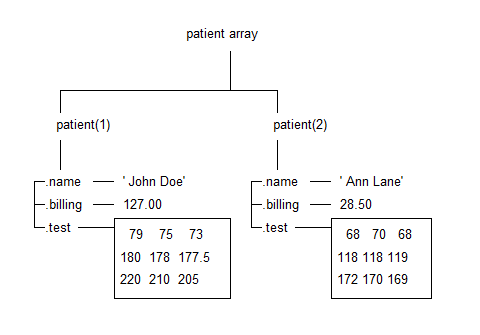 patient array
patient(1)
.name ' John Doe'
.billing 127.00
.test
79 75 73
180 178 177.5
220 210 205
patient(2)
.name ' Ann Lane'
.billing 28.50
.test
68 70 68
118 118 119
172 170 169